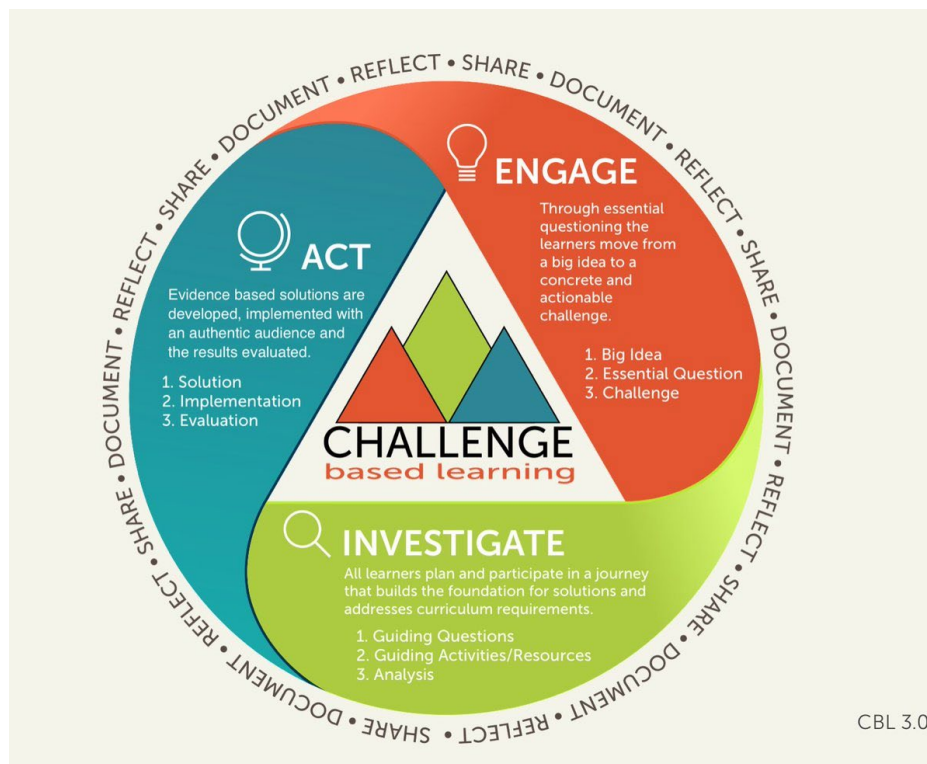 DOCUMENT • REFLECT • SHARE • DOCUMENT • REFLECT • SHARE • DOCUMENT • REFLECT • SHARE • DOCUMENT • REFLECT • SHARE • DOCUMENT • REFLECT • SHARE • DOCUMENT • REFLECT • SHARE •
ENGAGE
Through essential
questioning the
learners move from
a big idea to a
concrete and
actionable
challenge.
1. Big Idea
2. Essential Question
3. Challenge
ACT
Evidence based solutions are
developed, implemented with
an authentic audience and
the results evaluated.
1. Solution
2. Implementation
3. Evaluation
CHALLENGE
based learning
INVESTIGATE
All learners plan and participate in a journey
that builds the foundation for solutions and
addresses curriculum requirements.
1. Guiding Questions
2. Guiding Activities/Resources
3. Analysis
CBL 3.0